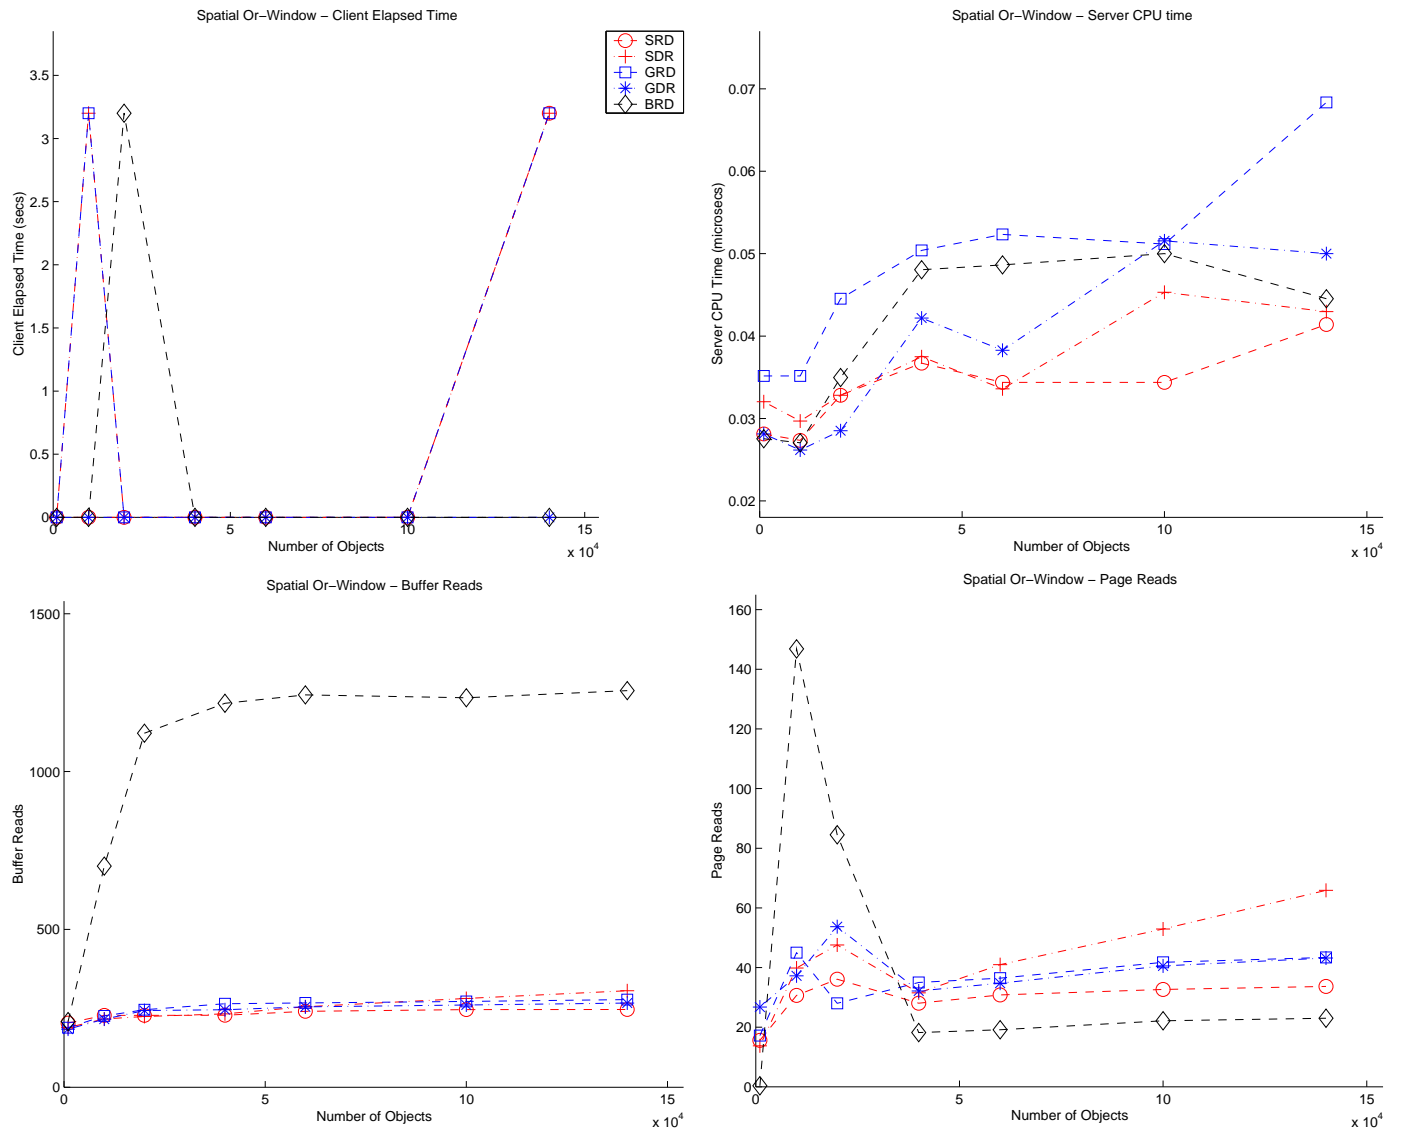 Spatial Or–Window – Client Elapsed Time
SRD
SDR
GRD
GDR
BRD
3.5
3
2.5
2
1.5
1
0.5
0
Client Elapsed Time (secs)
0
5
10
15
x 10^4
Number of Objects
Spatial Or–Window – Server CPU time
0.07
0.06
0.05
0.04
0.03
0.02
Server CPU Time (microsecs)
0
5
10
15
x 10^4
Number of Objects
Spatial Or–Window – Buffer Reads
1500
1000
500
0
Buffer Reads
0
5
10
15
x 10^4
Number of Objects
Spatial Or–Window – Page Reads
160
140
120
100
80
60
40
20
0
Page Reads
0
5
10
15
x 10^4
Number of Objects